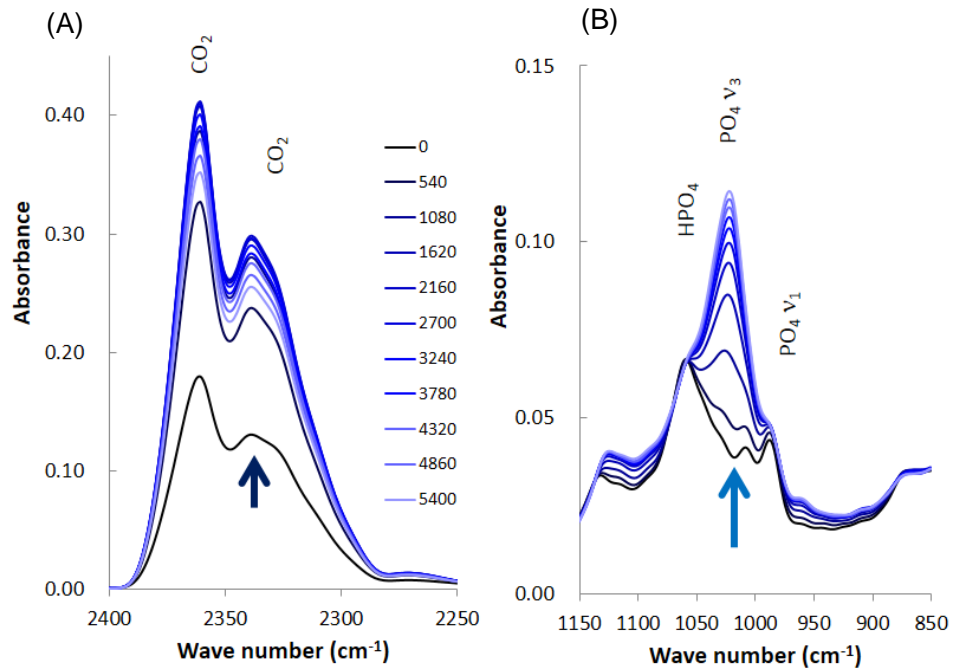 (A)
CO₂
CO₂
0.40
0.30
0.20
0.10
0.00
Absorbance
2400
2350
2300
2250
Wave number (cm⁻¹)
0
540
1080
1620
2160
2700
3240
3780
4320
4860
5400
(B)
HPO₄
PO₄ ν₃
PO₄ ν₁
0.15
0.10
0.05
0.00
Absorbance
1150
1100
1050
1000
950
900
850
Wave number (cm⁻¹)